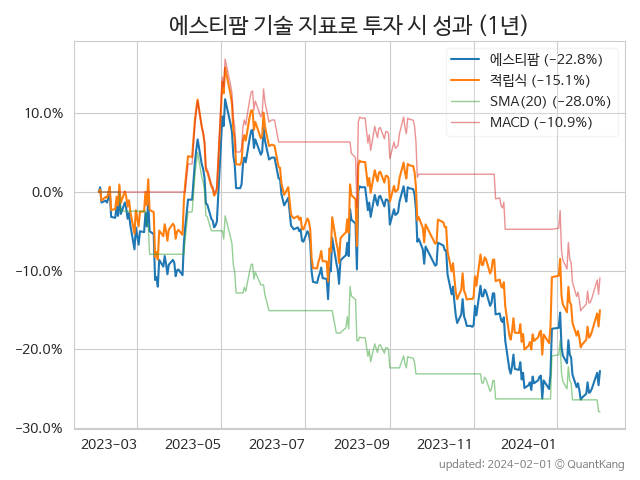 에스티팜 기술 지표로 투자 시 성과 (1년)
에스티팜 (−22.8%)
적립식 (−15.1%)
SMA(20) (−28.0%)
MACD (−10.9%)
10.0%
0.0%
−10.0%
−20.0%
−30.0%
2023-03 2023-05 2023-07 2023-09 2023-11 2024-01
updated: 2024-02-01 © QuantKang